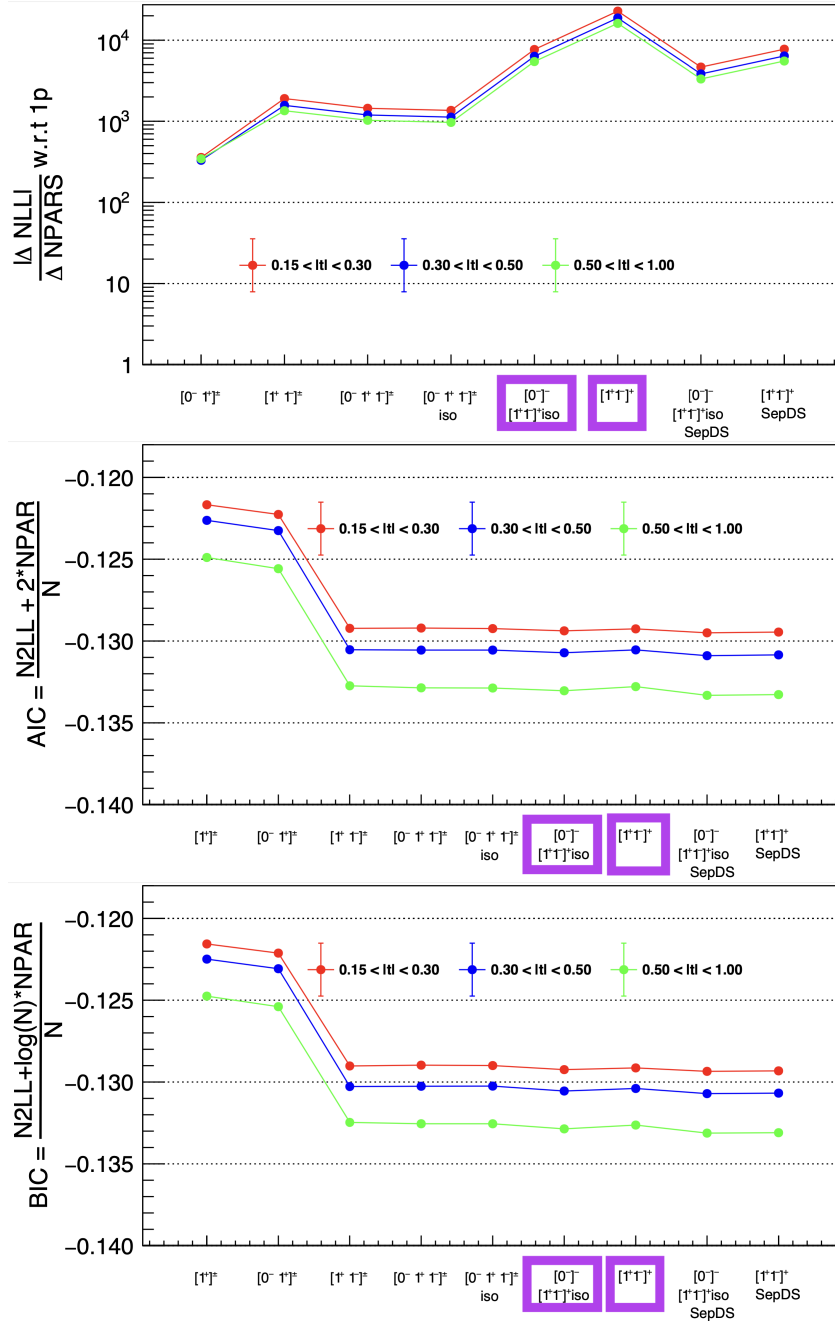 |Δ NLL|
Δ NPARS
w.r.t 1p
10⁴
10³
10²
10
1
0.15 < |t| < 0.30
0.30 < |t| < 0.50
0.50 < |t| < 1.00
[0⁻ 1⁺]±
[1⁺ 1⁻]±
[0⁻ 1⁺ 1⁻]±
[0⁻ 1⁺ 1⁻]±
iso
[0⁻]⁻
[1⁺1⁻]⁺iso
[1⁺1⁻]⁺
[0⁻]⁻
[1⁺1⁻]⁺iso
SepDS
[1⁺1⁻]⁺
SepDS
AIC = N2LL + 2*NPAR
N
−0.120
−0.125
−0.130
−0.135
−0.140
0.15 < |t| < 0.30
0.30 < |t| < 0.50
0.50 < |t| < 1.00
[1⁺]±
[0⁻ 1⁺]±
[1⁺ 1⁻]±
[0⁻ 1⁺ 1⁻]±
[0⁻ 1⁺ 1⁻]±
iso
[0⁻]⁻
[1⁺1⁻]⁺iso
[1⁺1⁻]⁺
[0⁻]⁻
[1⁺1⁻]⁺iso
SepDS
[1⁺1⁻]⁺
SepDS
BIC = N2LL+log(N)*NPAR
N
−0.120
−0.125
−0.130
−0.135
−0.140
0.15 < |t| < 0.30
0.30 < |t| < 0.50
0.50 < |t| < 1.00
[1⁺]±
[0⁻ 1⁺]±
[1⁺ 1⁻]±
[0⁻ 1⁺ 1⁻]±
[0⁻ 1⁺ 1⁻]±
iso
[0⁻]⁻
[1⁺1⁻]⁺iso
[1⁺1⁻]⁺
[0⁻]⁻
[1⁺1⁻]⁺iso
SepDS
[1⁺1⁻]⁺
SepDS